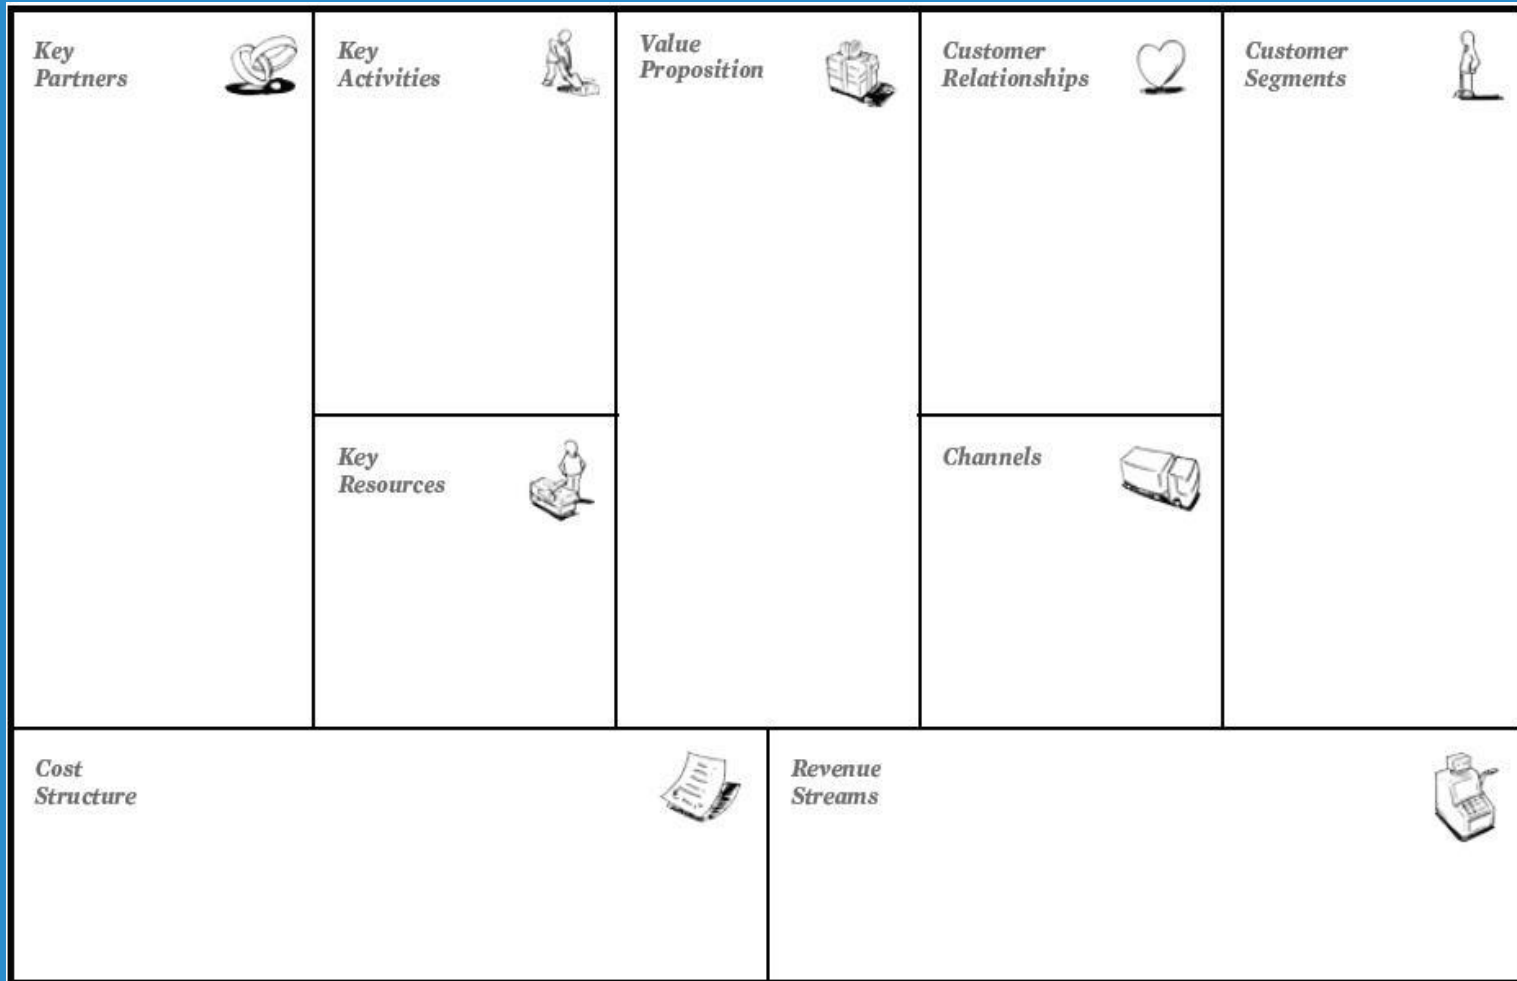 Key
Partners
Key
Activities
Value
Proposition
Customer
Relationships
Customer
Segments
Key
Resources
Channels
Cost
Structure
Revenue
Streams